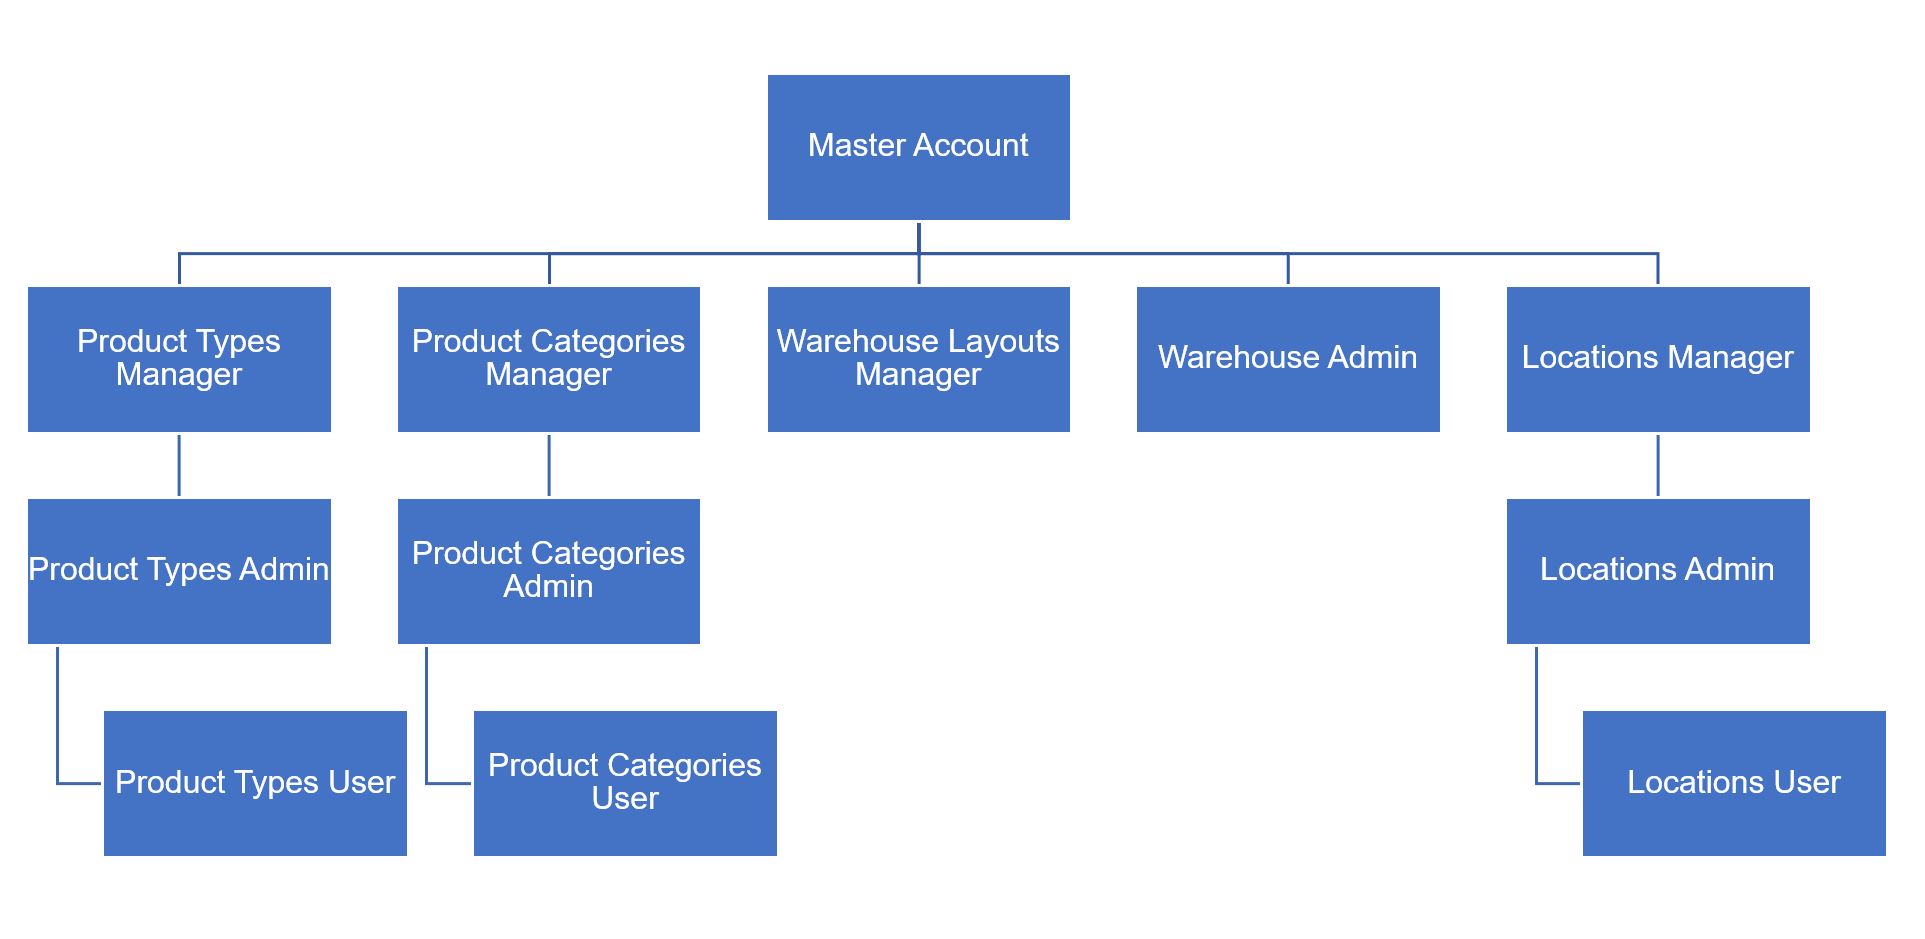 Master Account
Product Types
Manager
Product Categories
Manager
Warehouse Layouts
Manager
Warehouse Admin
Locations Manager
Product Types Admin
Product Categories
Admin
Locations Admin
Product Types User
Product Categories
User
Locations User